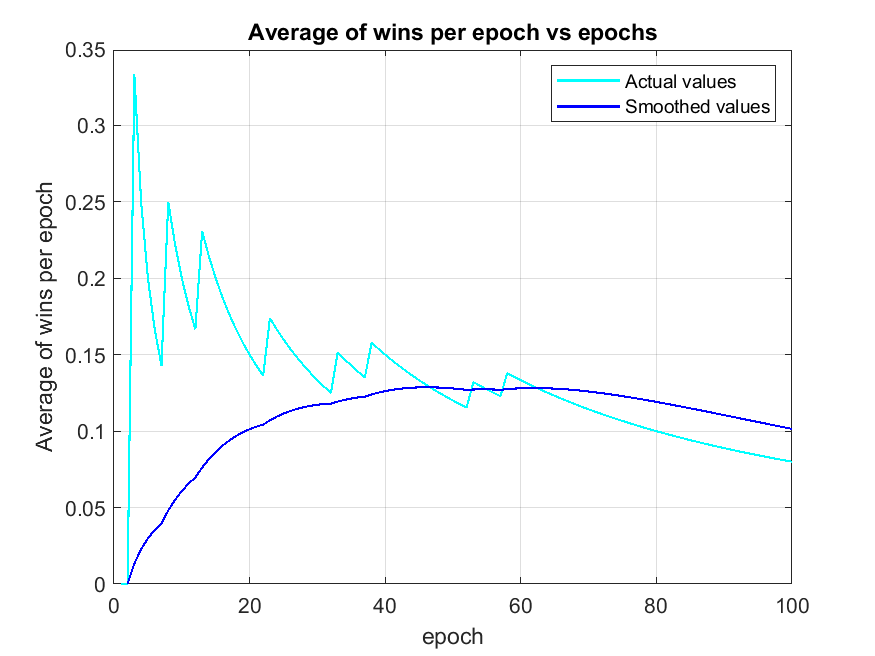 Average of wins per epoch vs epochs
Average of wins per epoch
0.35
0.3
0.25
0.2
0.15
0.1
0.05
0
Actual values
Smoothed values
0 20 40 60 80 100
epoch